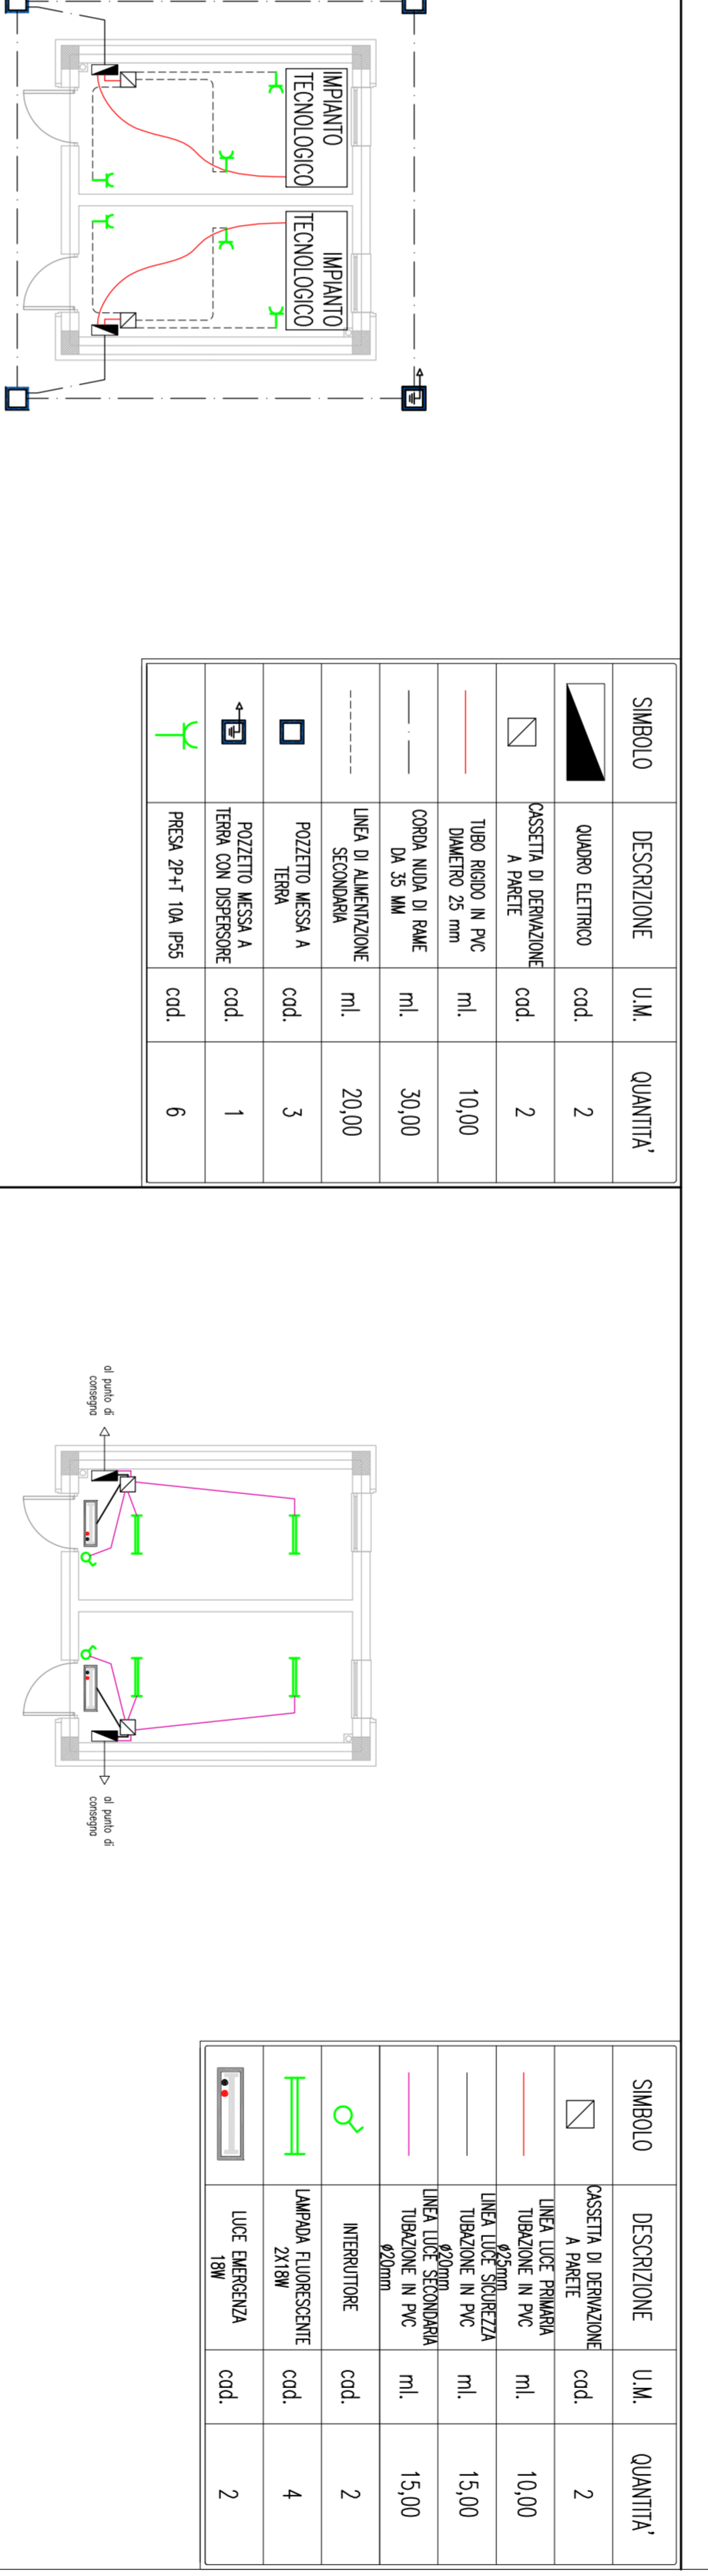 IMPIANTO
TECNOLOGICO
IMPIANTO
TECNOLOGICO
SIMBOLO DESCRIZIONE U.M. QUANTITA'
QUADRO ELETTRICO cad. 2
CASSETTA DI DERIVAZIONE
A PARETE cad. 2
TUBO RIGIDO IN PVC
DIAMETRO 25 mm ml. 10,00
CORDA NUDA DI RAME
DA 35 MM ml. 30,00
LINEA DI ALIMENTAZIONE
SECONDARIA ml. 20,00
POZZETTO MESSA A
TERRA cad. 3
POZZETTO MESSA A
TERRA CON DISPERSORE cad. 1
PRESA 2P+T 10A IP55 cad. 6
al punto di
consegna
al punto di
consegna
SIMBOLO DESCRIZIONE U.M. QUANTITA'
CASSETTA DI DERIVAZIONE
A PARETE cad. 2
LINEA LUCE PRIMARIA
TUBAZIONE IN PVC
ø25mm ml. 10,00
LINEA LUCE SICUREZZA
TUBAZIONE IN PVC
ø20mm ml. 15,00
LINEA LUCE SECONDARIA
TUBAZIONE IN PVC
ø20mm ml. 15,00
INTERRUTTORE cad. 2
LAMPADA FLUORESCENTE
2X18W cad. 4
LUCE EMERGENZA
18W cad. 2